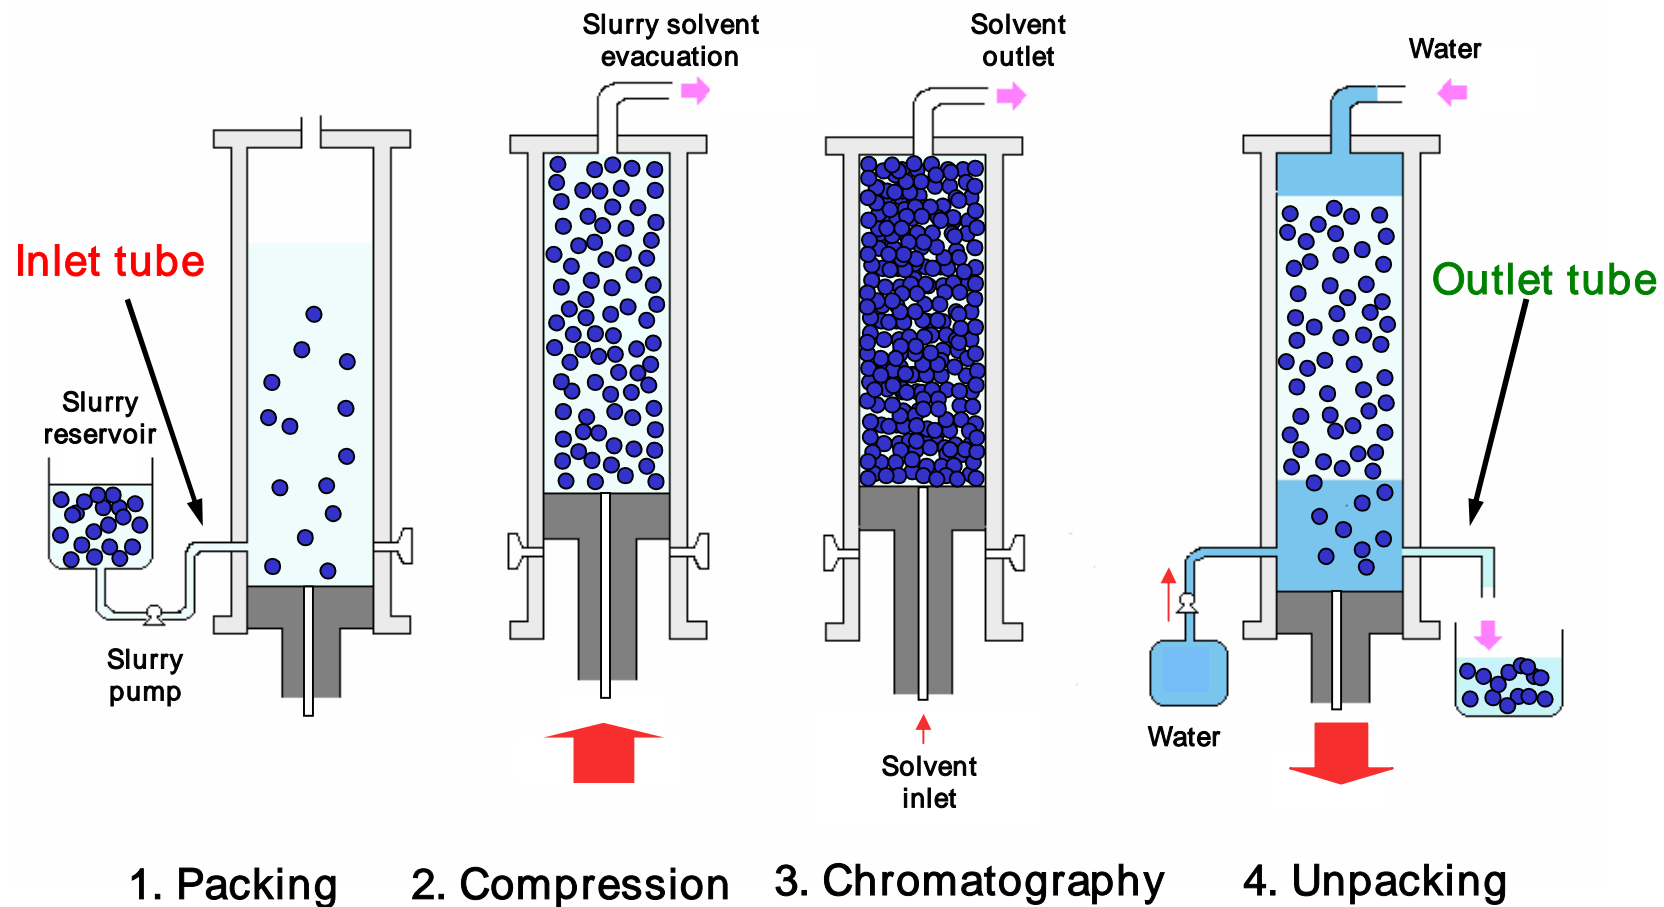 Slurry solvent
evacuation
Solvent
outlet
Water
Inlet tube
Outlet tube
Slurry
reservoir
Slurry
pump
Water
Solvent
inlet
1. Packing
2. Compression
3. Chromatography
4. Unpacking